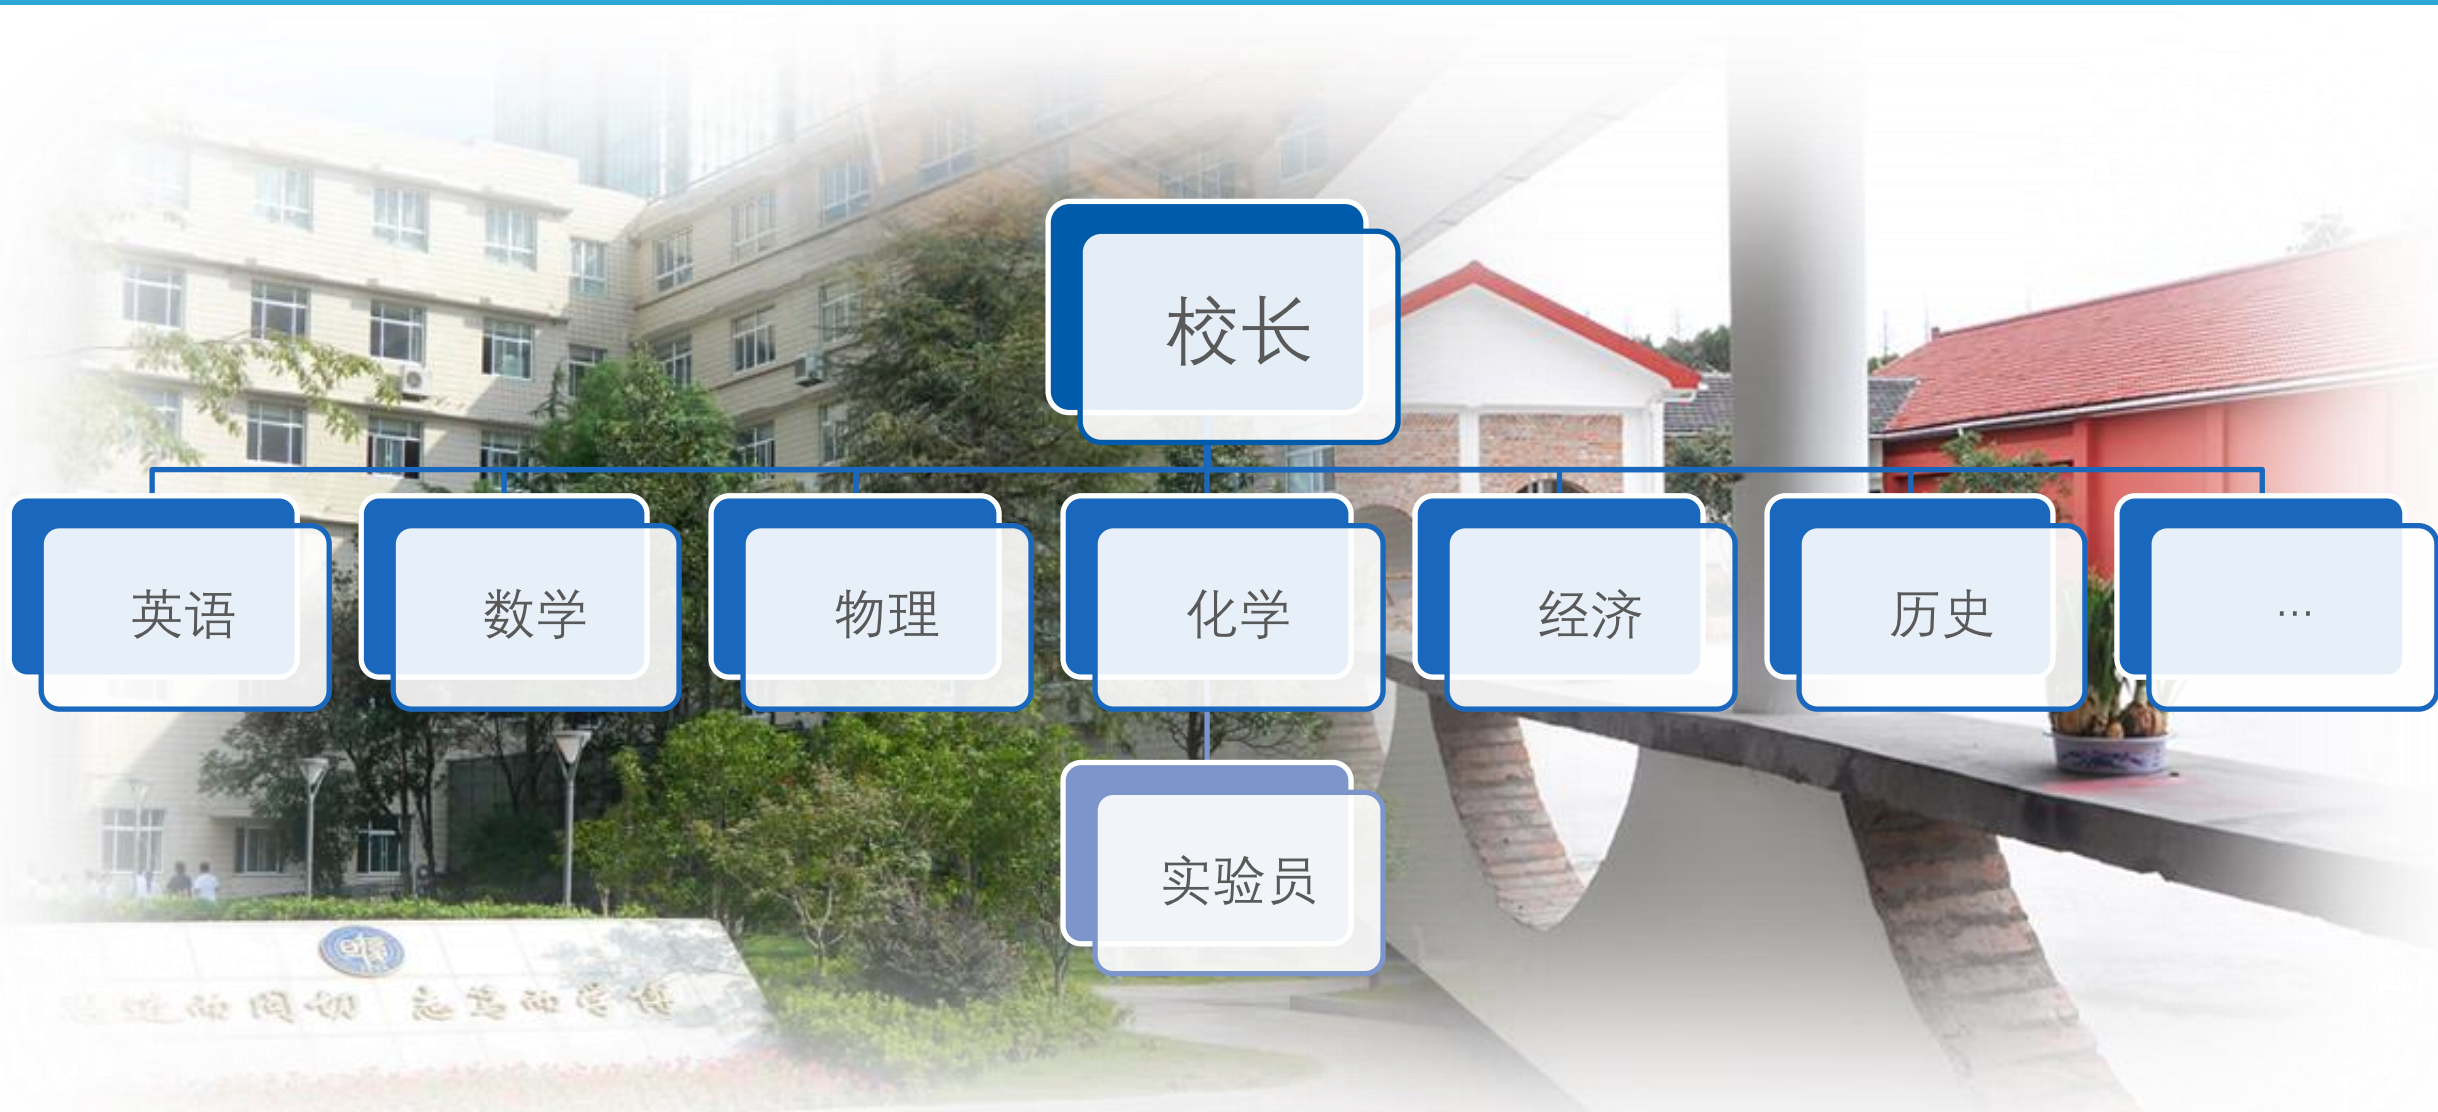 校长
英语
数学
物理
化学
经济
历史
...
实验员